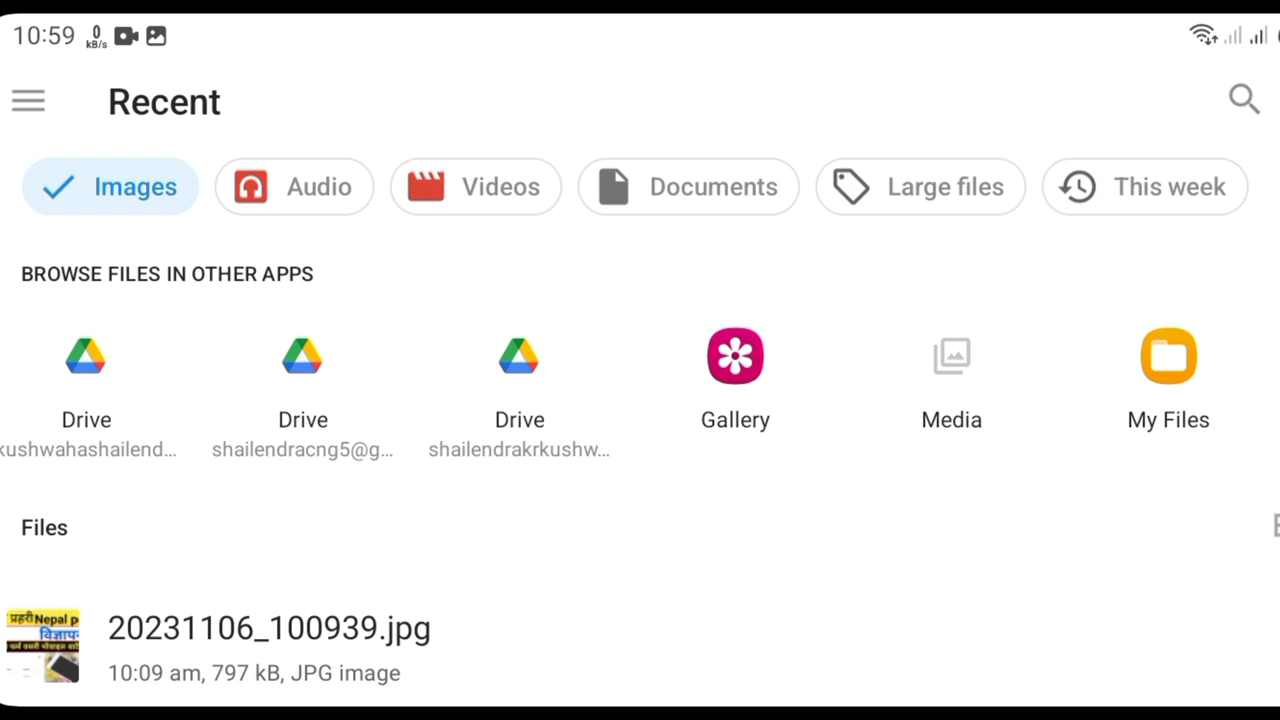 10:59 0 kB/s
Recent
Images Audio Videos Documents Large files This week
BROWSE FILES IN OTHER APPS
Drive Drive Drive Gallery Media My Files
kushwahashailend... shailendracng5@g... shailendrakrkushw...
Files
प्रहरी Nepal p
20231106_100939.jpg
10:09 am, 797 kB, JPG image